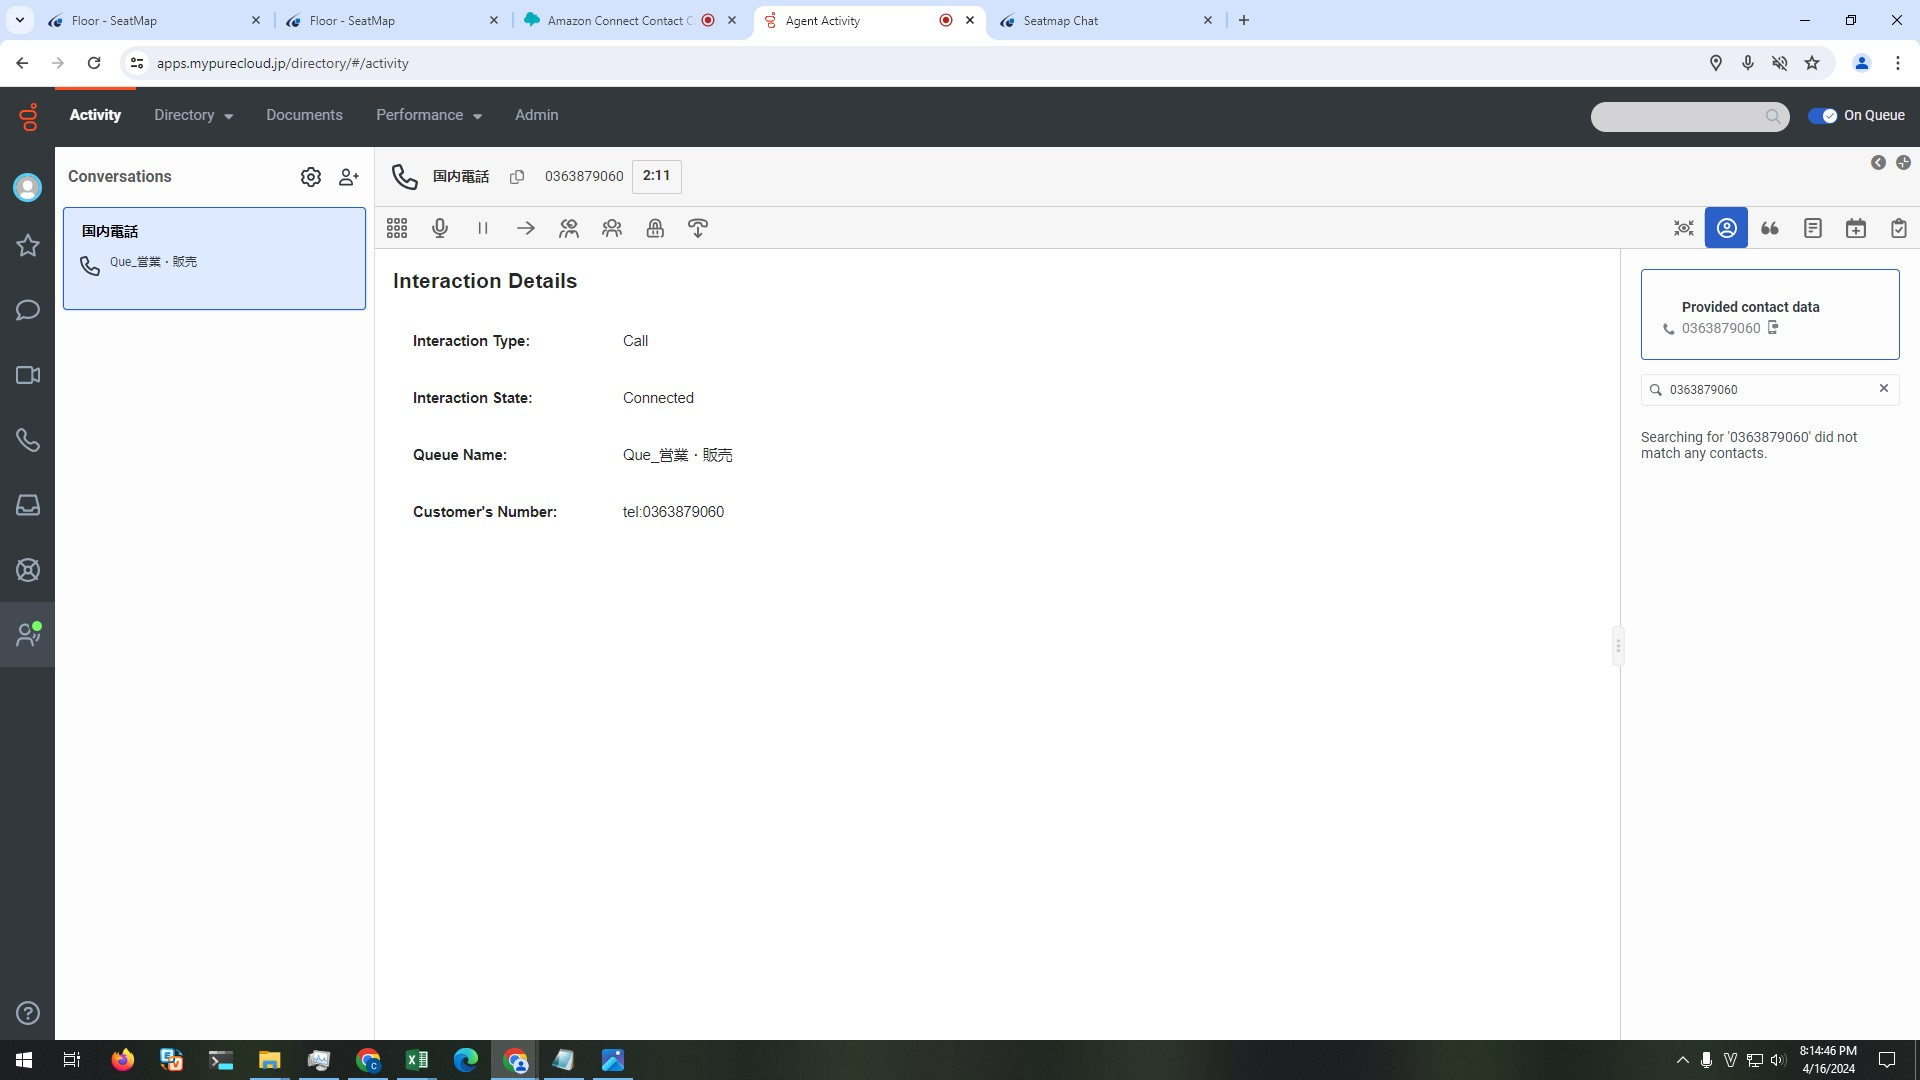 Floor - SeatMap
Floor - SeatMap
Amazon Connect Contact C
Agent Activity
Seatmap Chat
apps.mypurecloud.jp/directory/#/activity
Activity
Directory
Documents
Performance
Admin
On Queue
Conversations
国内電話
0363879060
2:11
国内電話
Que_営業・販売
Interaction Details
Interaction Type:
Call
Interaction State:
Connected
Queue Name:
Que_営業・販売
Customer's Number:
tel:0363879060
Provided contact data
0363879060
0363879060
Searching for '0363879060' did not
match any contacts.
8:14:46 PM
4/16/2024